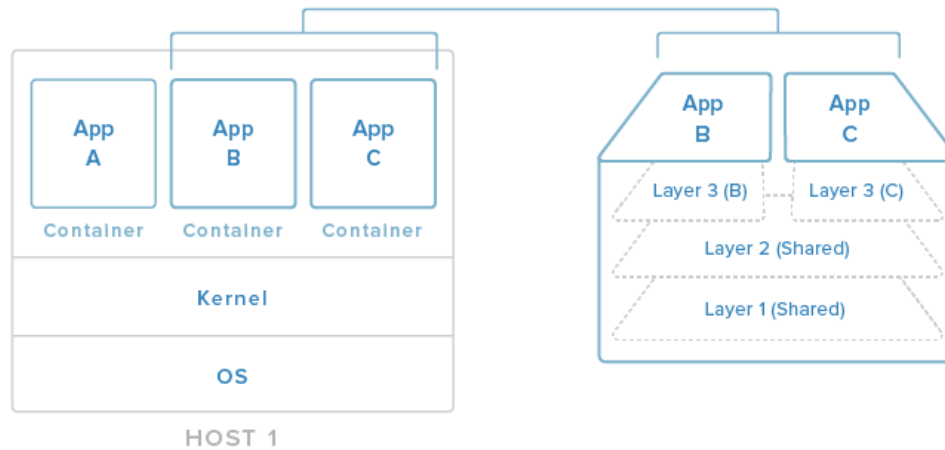 App
A
App
B
App
C
Container
Container
Container
Kernel
OS
HOST 1
App
B
App
C
Layer 3 (B)
Layer 3 (C)
Layer 2 (Shared)
Layer 1 (Shared)